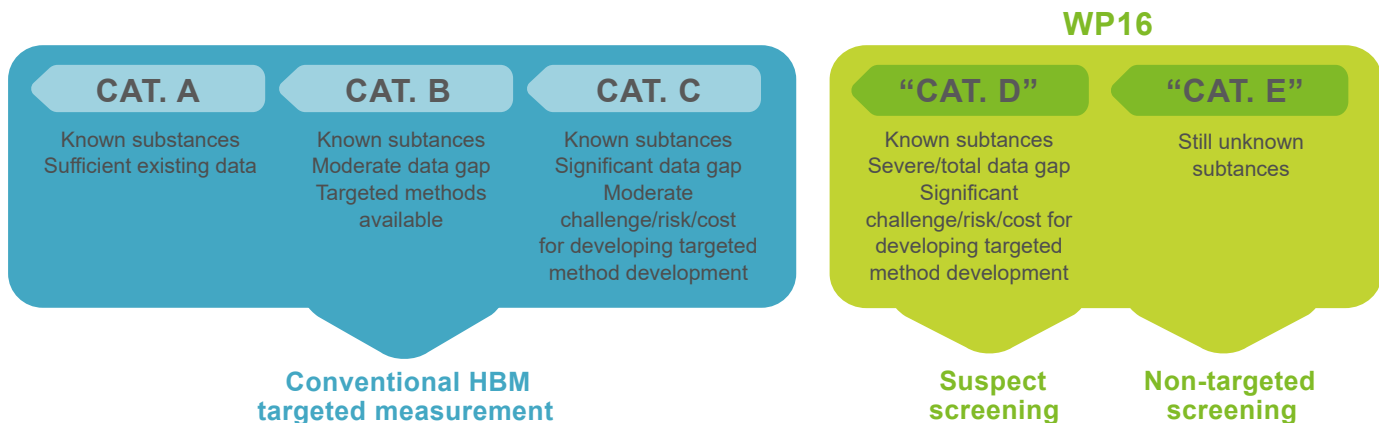 WP16
CAT. A
Known substances
Sufficient existing data
CAT. B
Known subtances
Moderate data gap
Targeted methods
available
CAT. C
Known subtances
Significant data gap
Moderate
challenge/risk/cost
for developing targeted
method development
“CAT. D”
Known subtances
Severe/total data gap
Significant
challenge/risk/cost for
developing targeted
method development
“CAT. E”
Still unknown
subtances
Conventional HBM
targeted measurement
Suspect
screening
Non-targeted
screening